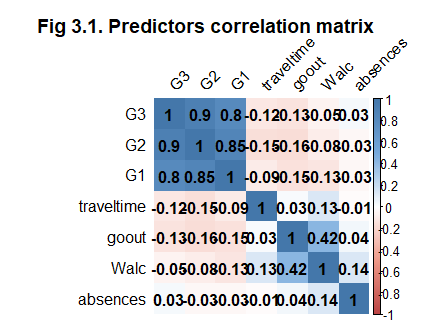 Fig 3.1. Predictors correlation matrix
G3 G2 G1 traveltime goout Walc absences
G3 1 0.9 0.8 -0.12 -0.13 -0.05 0.03
G2 0.9 1 0.85 -0.15 -0.16 -0.08 -0.03
G1 0.8 0.85 1 -0.09 -0.15 -0.13 -0.03
traveltime -0.12 -0.15 -0.09 1 0.03 0.13 -0.01
goout -0.13 -0.16 -0.15 0.03 1 0.42 0.04
Walc -0.05 -0.08 -0.13 0.13 0.42 1 0.14
absences 0.03 -0.03 -0.03 -0.01 0.04 0.14 1
1
0.8
0.6
0.4
0.2
0
-0.2
-0.4
-0.6
-0.8
-1